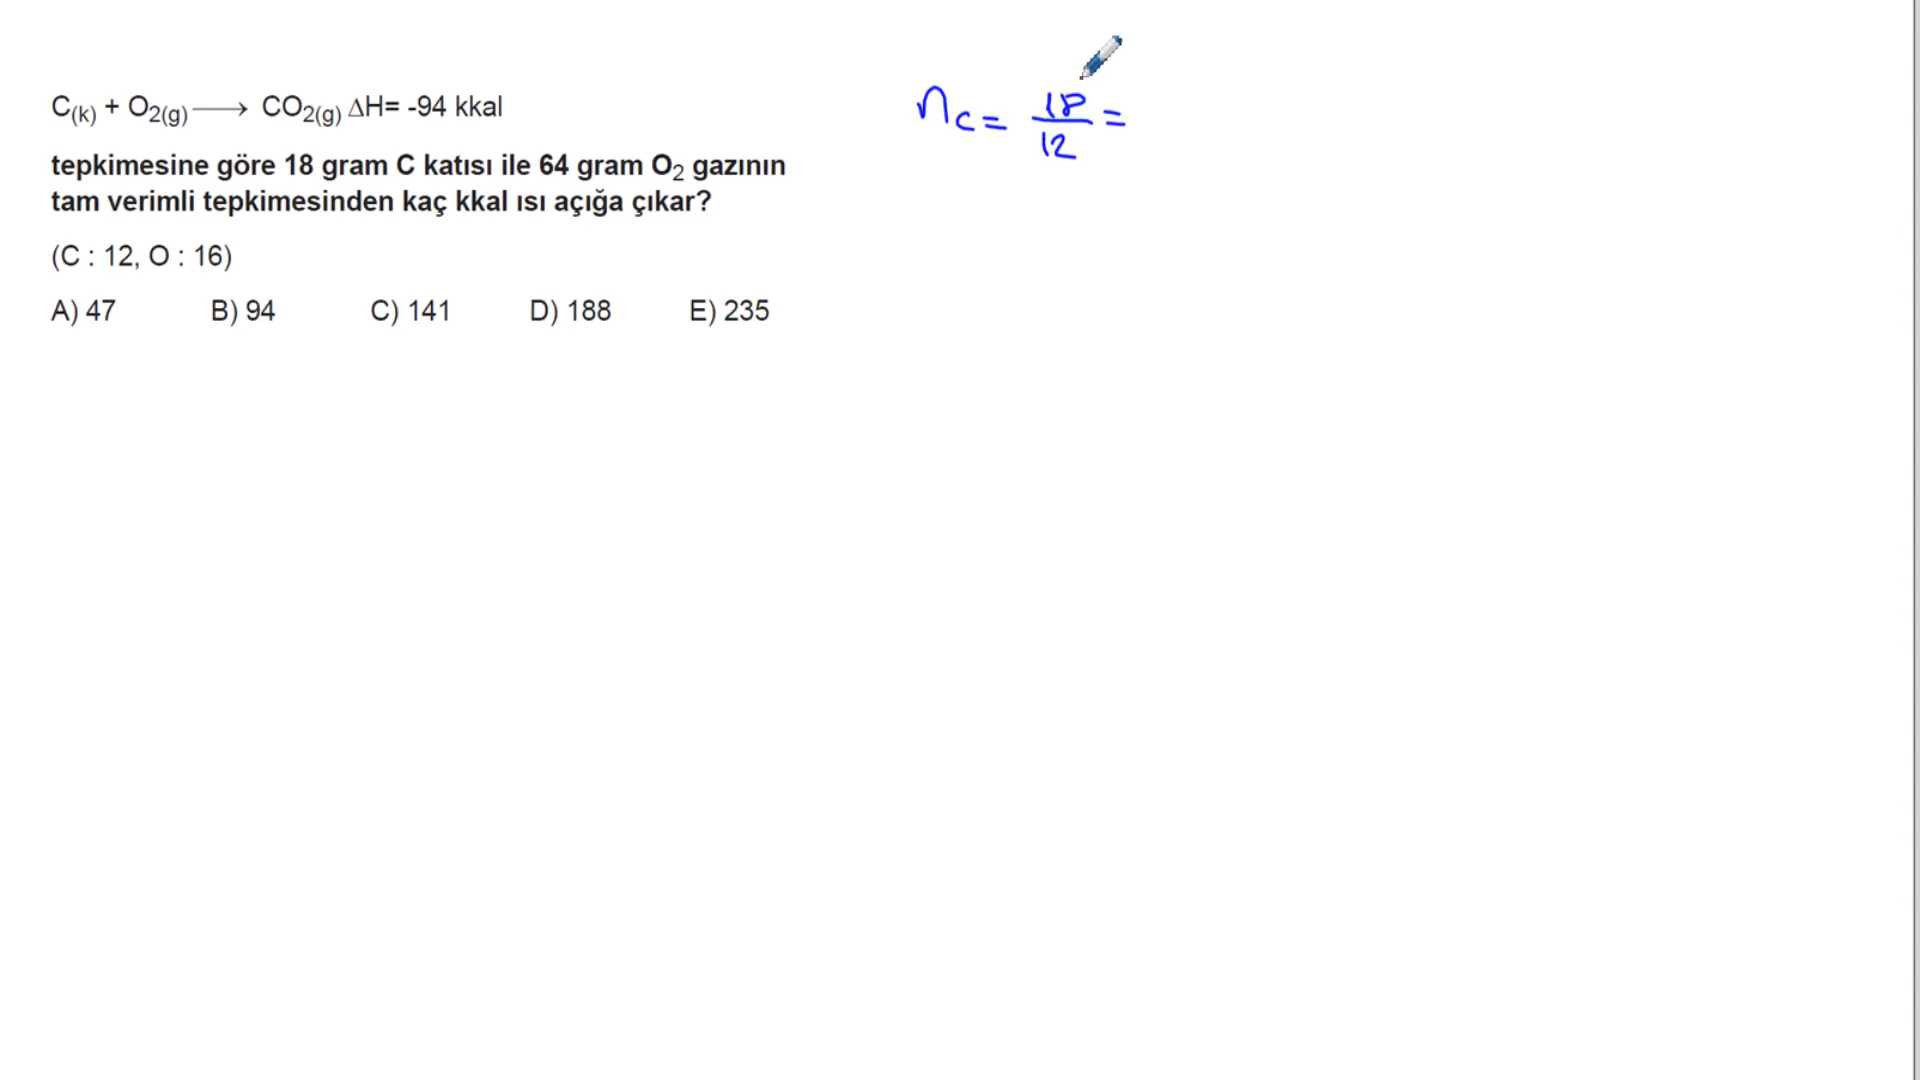 C(k) + O2(g) ⟶ CO2(g) ΔH= -94 kkal
tepkimesine göre 18 gram C katısı ile 64 gram O2 gazının
tam verimli tepkimesinden kaç kkal ısı açığa çıkar?
(C : 12, O : 16)
A) 47 B) 94 C) 141 D) 188 E) 235
nc = 18/12 =